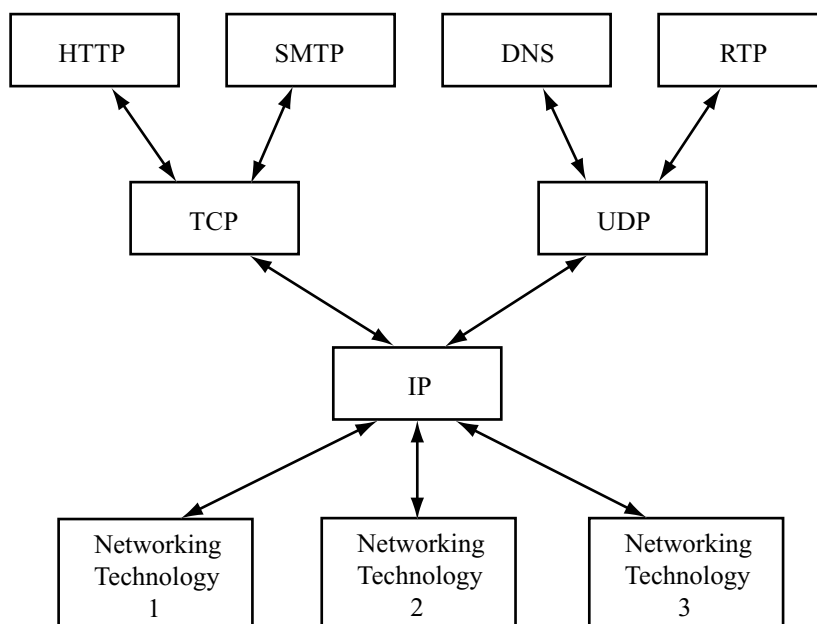 HTTP
SMTP
DNS
RTP
TCP
UDP
IP
Networking
Technology
1
Networking
Technology
2
Networking
Technology
3